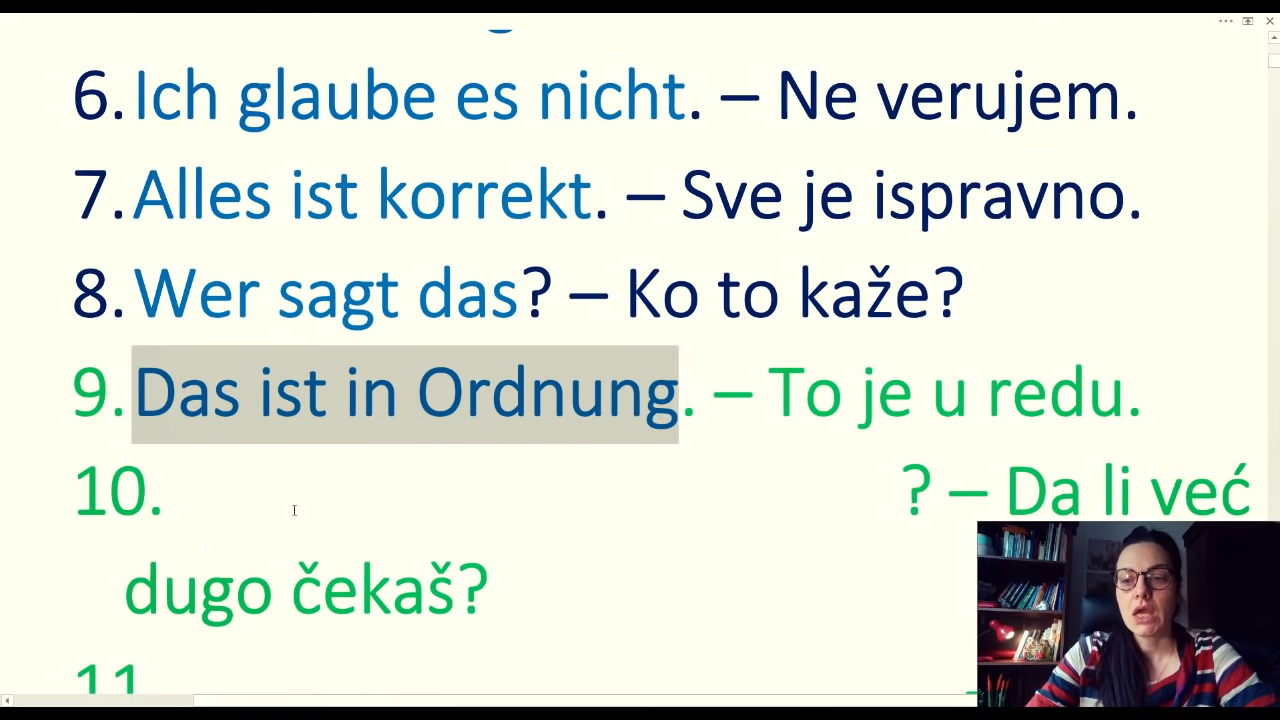 6. Ich glaube es nicht. – Ne verujem.
7. Alles ist korrekt. – Sve je ispravno.
8. Wer sagt das? – Ko to kaže?
9. Das ist in Ordnung. – To je u redu.
10. ? – Da li već
dugo čekaš?
11